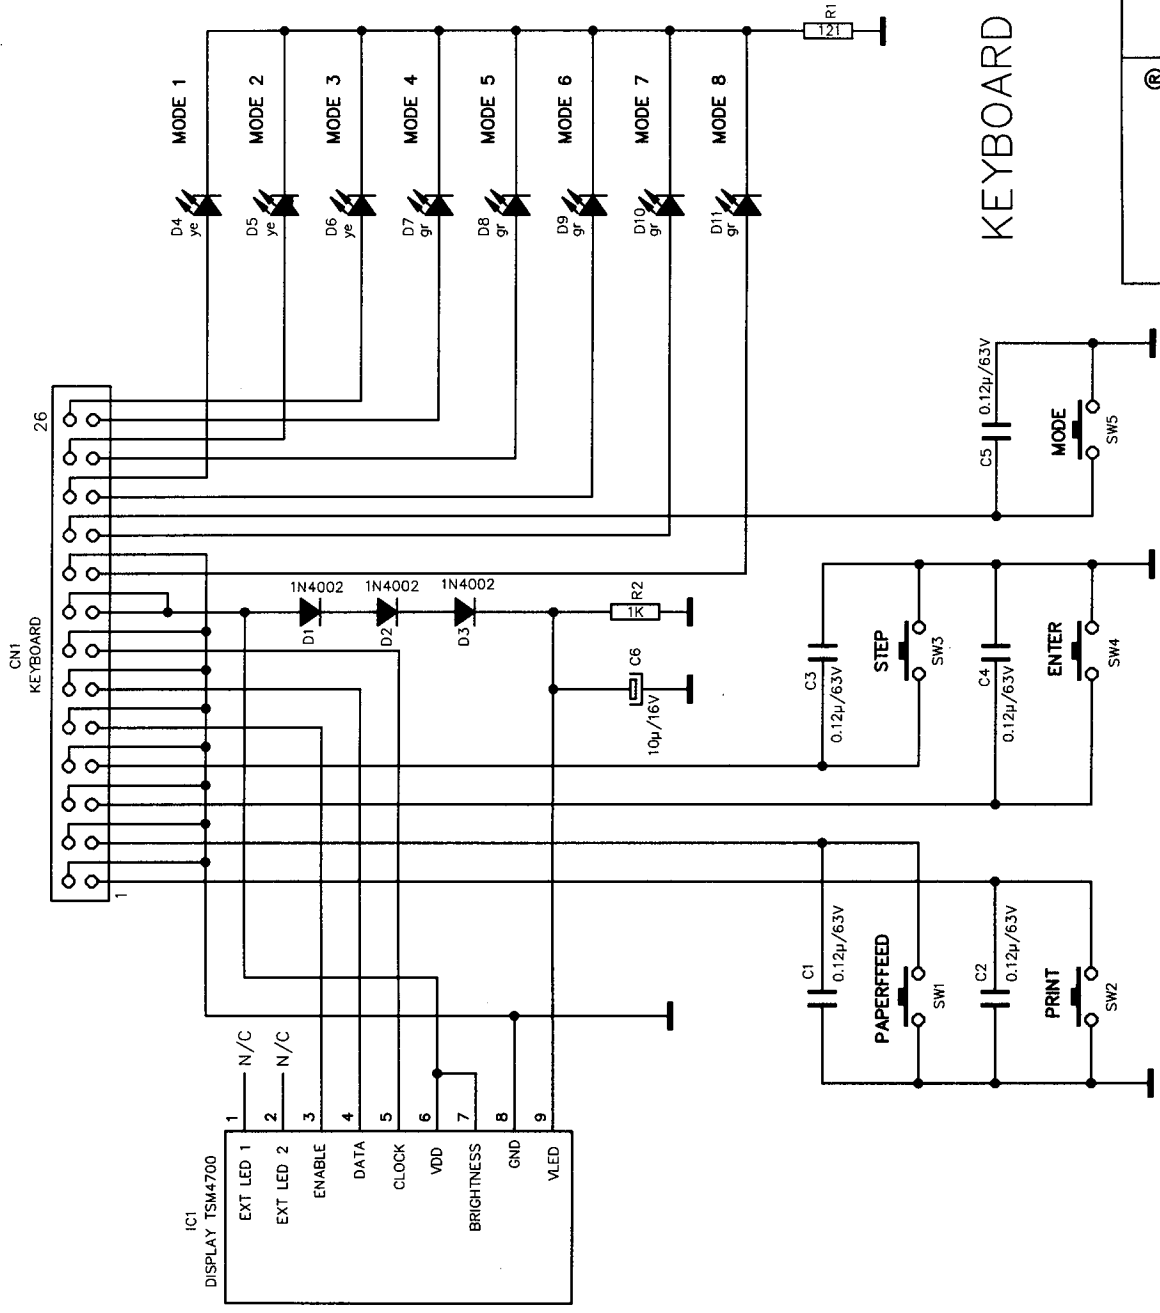 CN1
KEYBOARD
26
1
IC1
DISPLAY TSM4700
EXT LED 1
1
N/C
EXT LED 2
2
N/C
ENABLE
3
DATA
4
CLOCK
5
VDD
6
BRIGHTNESS
7
GND
8
VLED
9
D4
ye
MODE 1
D5
ye
MODE 2
D6
ye
MODE 3
D7
gr
MODE 4
D8
gr
MODE 5
D9
gr
MODE 6
D10
gr
MODE 7
D11
gr
MODE 8
R1
121
1N4002
D1
1N4002
D2
1N4002
D3
R2
1K
C6
10µ/16V
C1
0.12µ/63V
PAPERFFEED
SW1
C2
0.12µ/63V
PRINT
SW2
C3
0.12µ/63V
STEP
SW3
C4
0.12µ/63V
ENTER
SW4
C5
0.12µ/63V
MODE
SW5
KEYBOARD
®